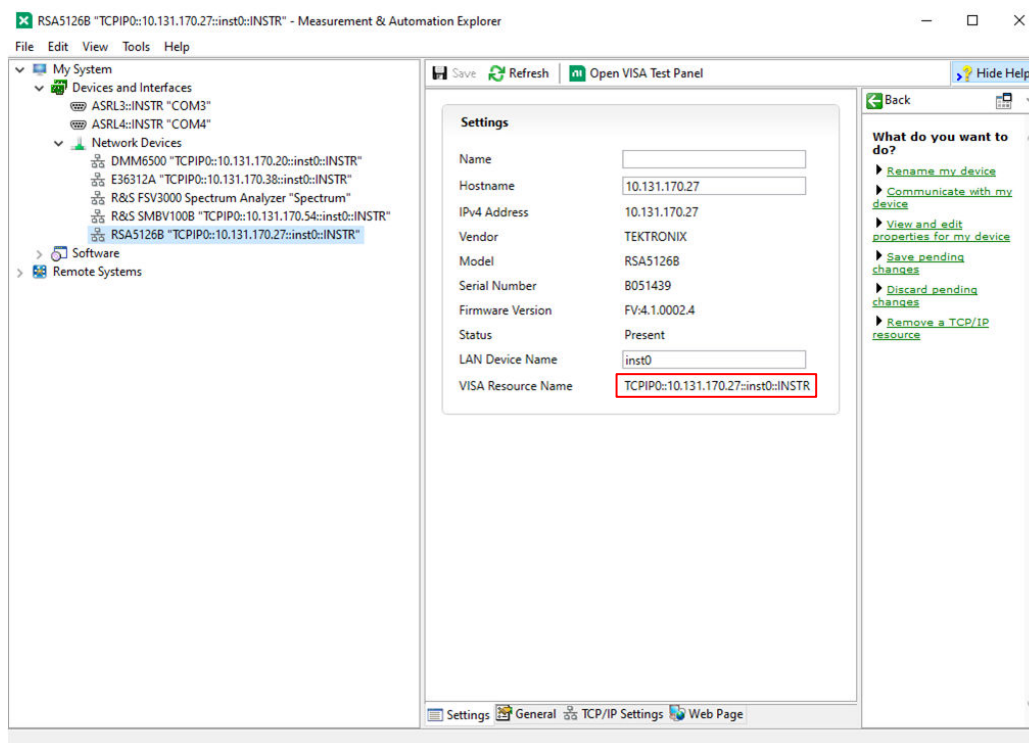 RSA5126B "TCPIP0::10.131.170.27::inst0::INSTR" - Measurement & Automation Explorer
File Edit View Tools Help
My System
Devices and Interfaces
ASRL3::INSTR "COM3"
ASRL4::INSTR "COM4"
Network Devices
DMM6500 "TCPIP0::10.131.170.20::inst0::INSTR"
E36312A "TCPIP0::10.131.170.38::inst0::INSTR"
R&S FSV3000 Spectrum Analyzer "Spectrum"
R&S SMBV100B "TCPIP0::10.131.170.54::inst0::INSTR"
RSA5126B "TCPIP0::10.131.170.27::inst0::INSTR"
Software
Remote Systems
Save Refresh Open VISA Test Panel Hide Help
Settings
Name
Hostname 10.131.170.27
IPv4 Address 10.131.170.27
Vendor TEKTRONIX
Model RSA5126B
Serial Number B051439
Firmware Version FV:4.1.0002.4
Status Present
LAN Device Name inst0
VISA Resource Name TCPIP0::10.131.170.27::inst0::INSTR
Settings General TCP/IP Settings Web Page
Back
What do you want to
do?
Rename my device
Communicate with my
device
View and edit
properties for my device
Save pending
changes
Discard pending
changes
Remove a TCP/IP
resource